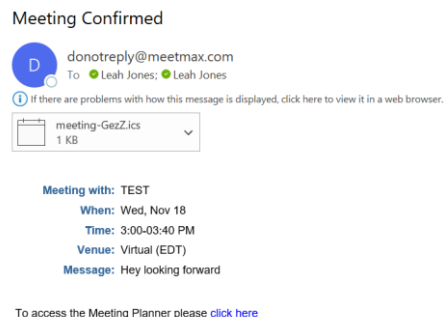 Meeting Confirmed
D
donotreply@meetmax.com
To Leah Jones; Leah Jones
If there are problems with how this message is displayed, click here to view it in a web browser.
meeting-GezZ.ics
1 KB
Meeting with: TEST
When: Wed, Nov 18
Time: 3:00-03:40 PM
Venue: Virtual (EDT)
Message: Hey looking forward
To access the Meeting Planner please click here